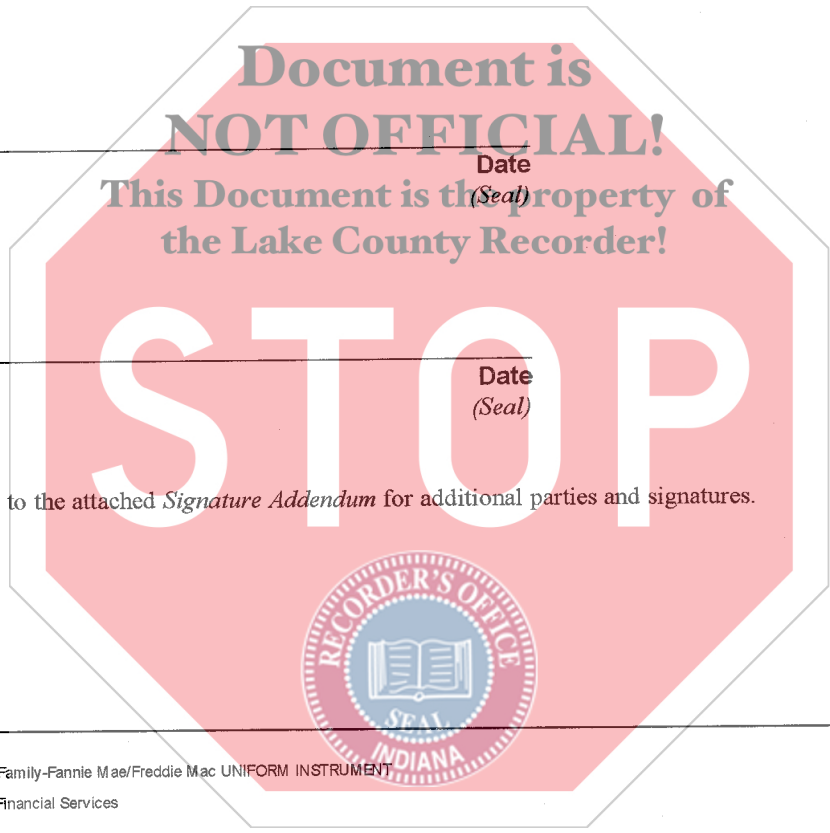 Document is
NOT OFFICIAL!
Date
This Document is the property of
(Seal)
the Lake County Recorder!
STOP
Date
(Seal)
to the attached Signature Addendum for additional parties and signatures.
RECORDER'S OFFICE
SEAL
INDIANA
Family-Fannie Mae/Freddie Mac UNIFORM INSTRUMENT
Financial Services